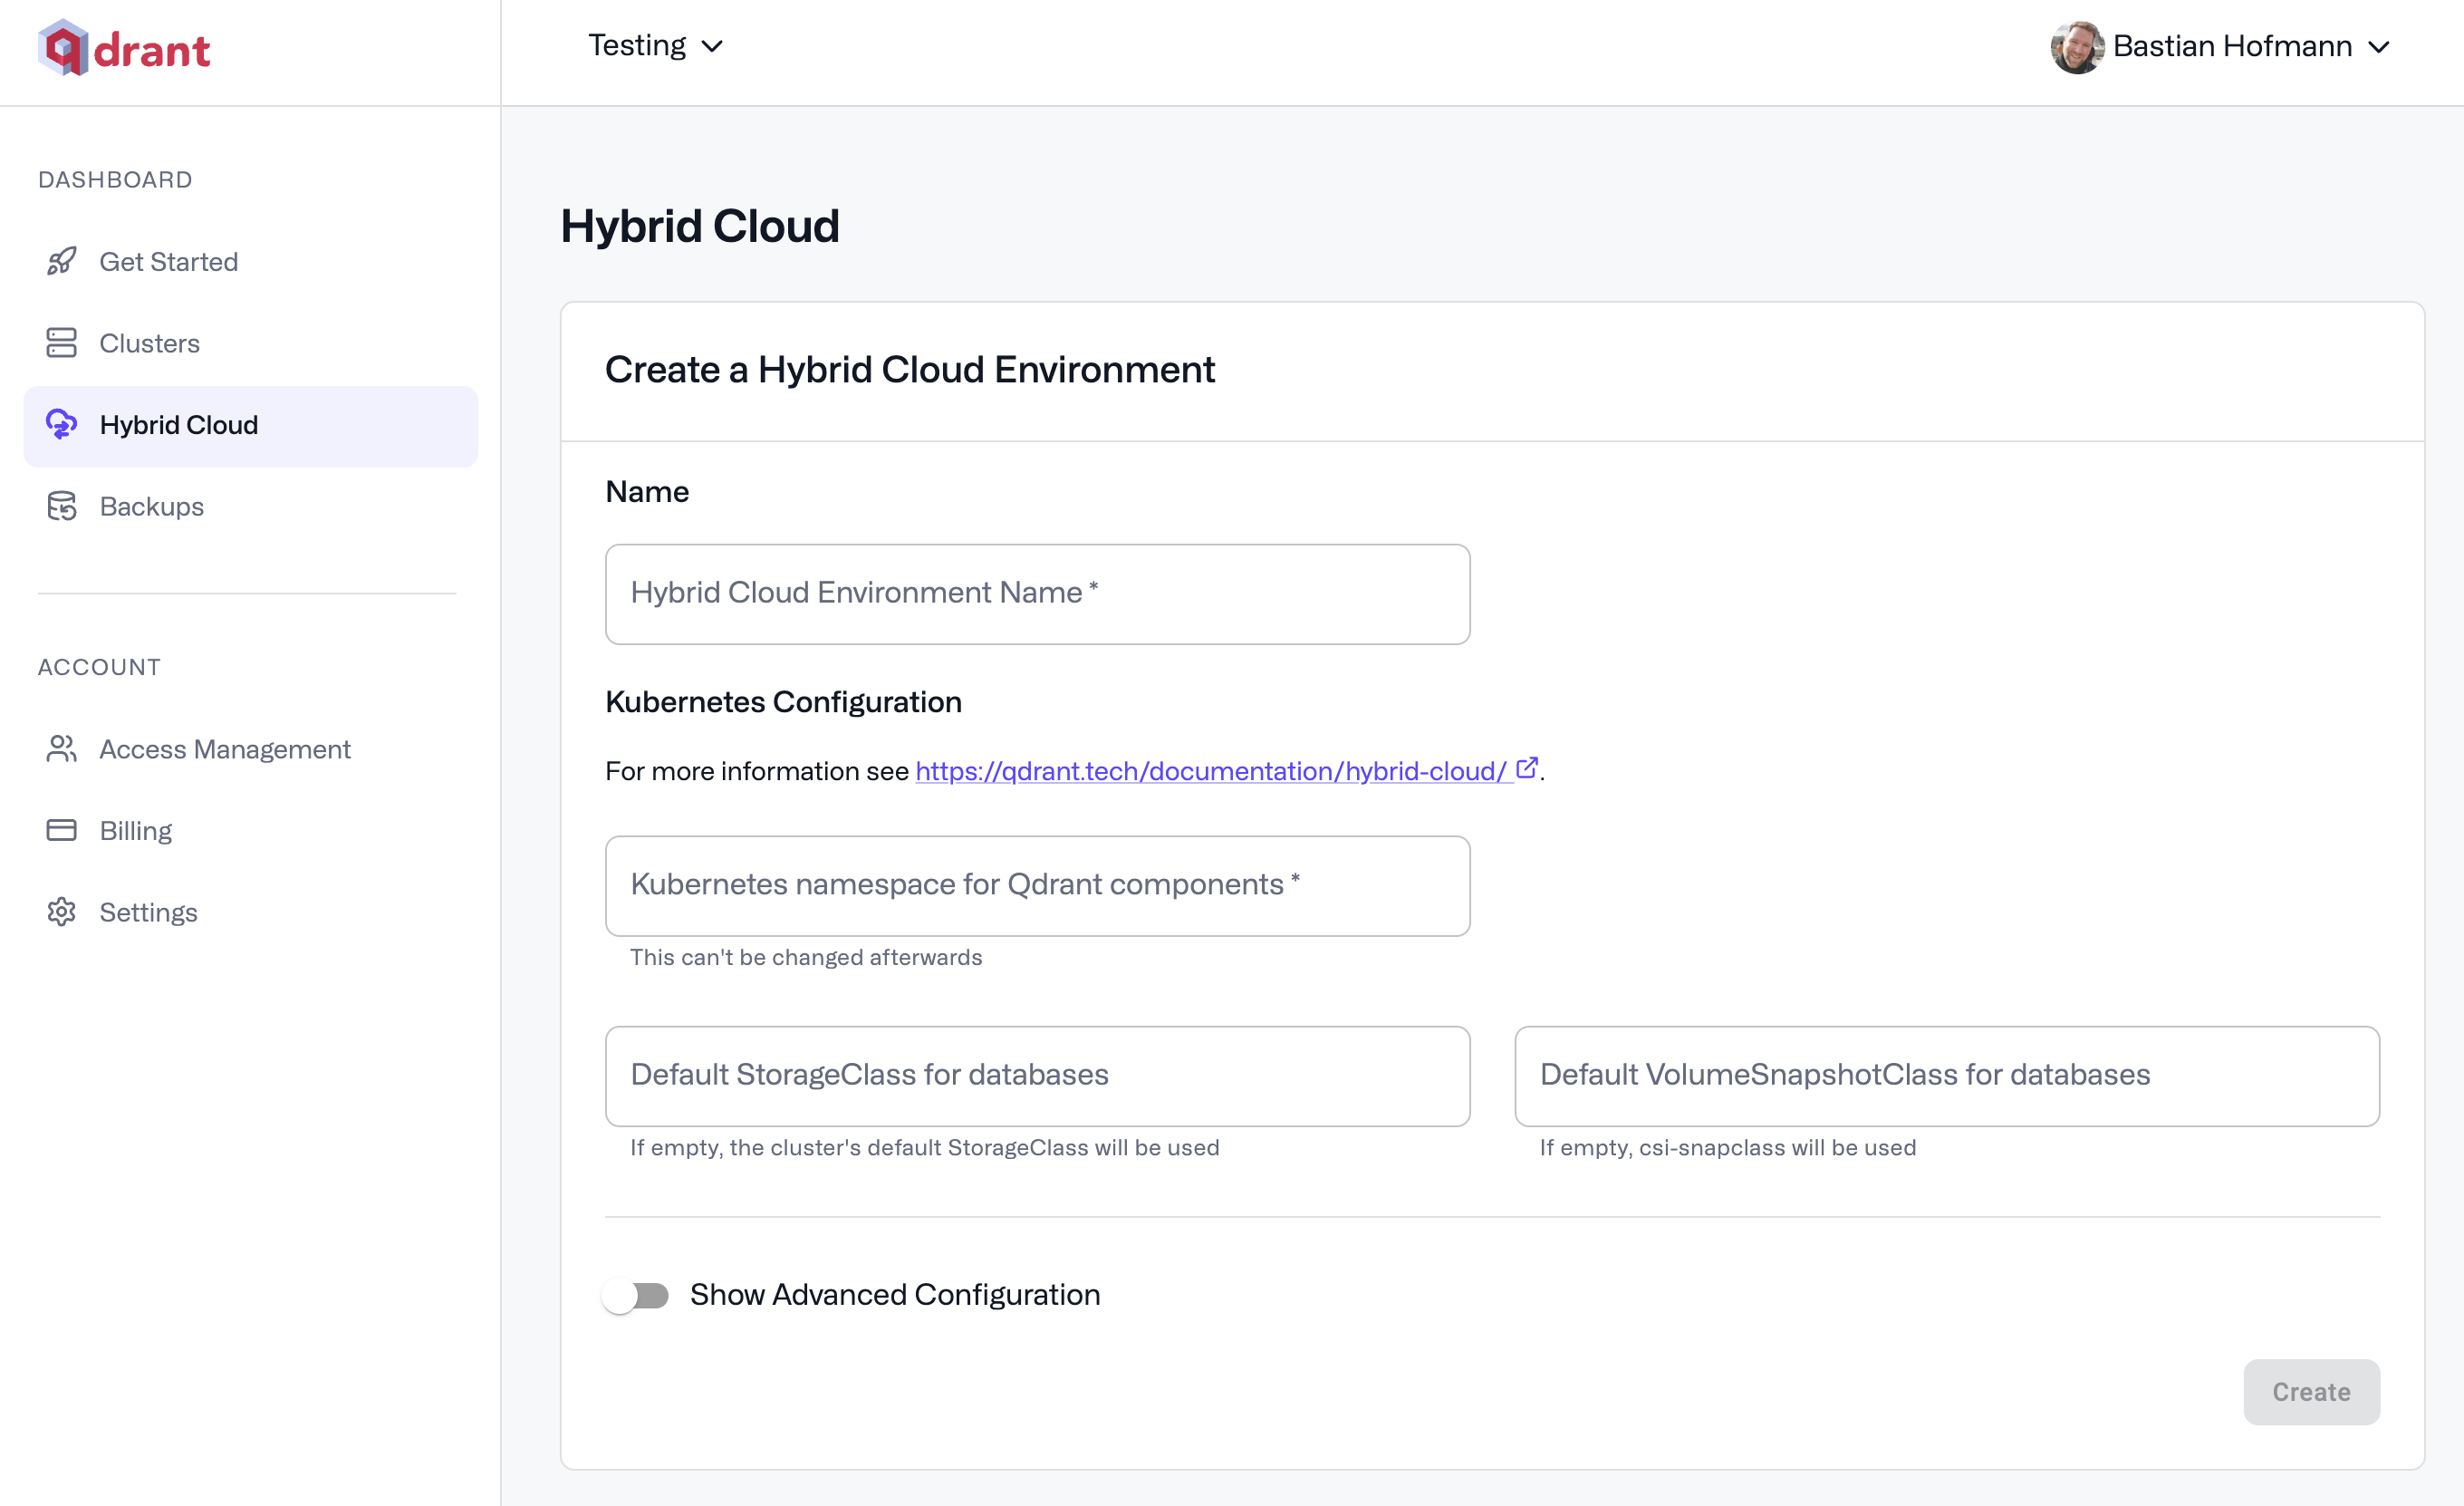 qdrant
Testing
Bastian Hofmann
DASHBOARD
Get Started
Clusters
Hybrid Cloud
Backups
ACCOUNT
Access Management
Billing
Settings
Hybrid Cloud
Create a Hybrid Cloud Environment
Name
Hybrid Cloud Environment Name *
Kubernetes Configuration
For more information see https://qdrant.tech/documentation/hybrid-cloud/ .
Kubernetes namespace for Qdrant components *
This can't be changed afterwards
Default StorageClass for databases
If empty, the cluster's default StorageClass will be used
Default VolumeSnapshotClass for databases
If empty, csi-snapclass will be used
Show Advanced Configuration
Create